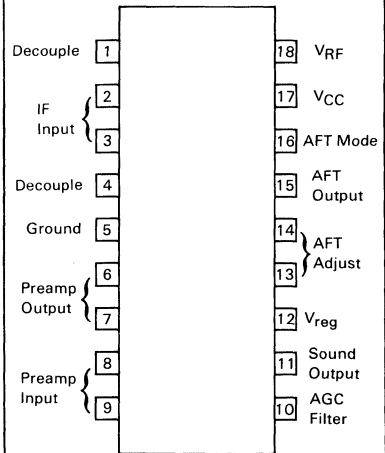 Decouple 1
IF
Input
2
3
Decouple 4
Ground 5
Preamp
Output
6
7
Preamp
Input
8
9
18 VRF
17 VCC
16 AFT Mode
15 AFT
Output
14
13
AFT
Adjust
12 Vreg
11 Sound
Output
10 AGC
Filter